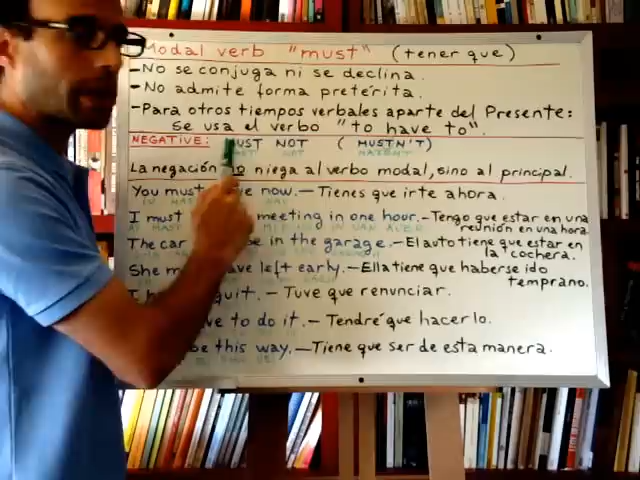 Modal verb "must" (tener que)
-No se conjuga ni se declina.
-No admite forma preterita.
-Para otros tiempos verbales aparte del Presente:
se usa el verbo "to have to".
NEGATIVE: MUST NOT ( MUSTN'T)
La negación no niega al verbo modal, sino al principal.
You must now.- Tienes que irte ahora.
I must meeting in one hour.-Tengo que estar en una
reunión en una hora.
The car in the garage.-El auto tiene que estar en
la cochera.
She left early.-Ella tiene que haberse ido
temprano.
I .- Tuve que renunciar.
to do it.- Tendré que hacerlo.
this way.-Tiene que ser de esta manera.